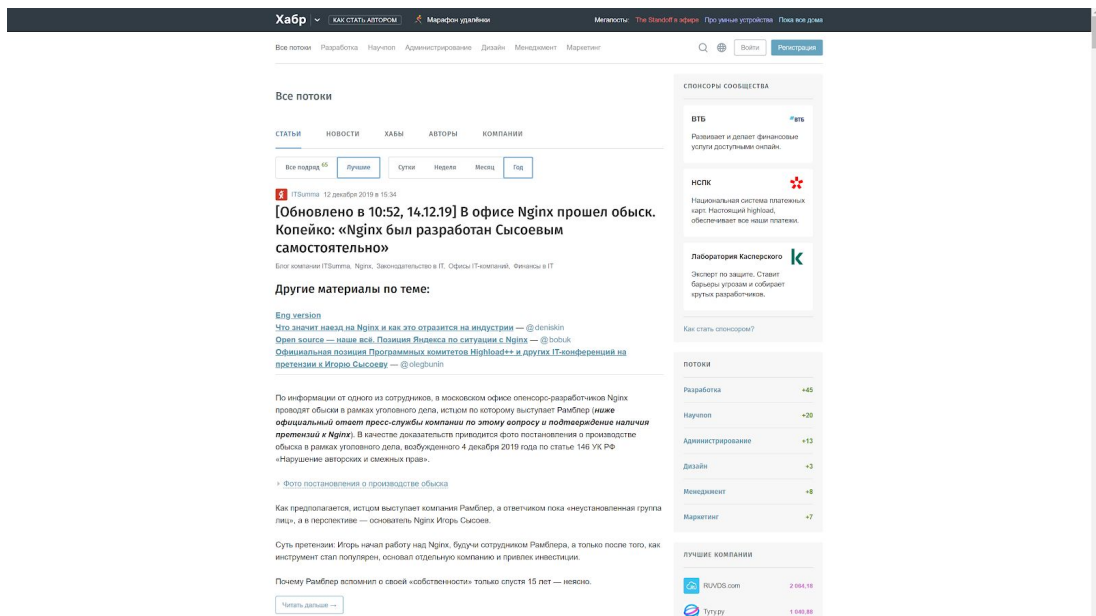 Хабр КАК СТАТЬ АВТОРОМ Марафон удалёнки Мегапосты: The Standoff в эфире Про умные устройства Пока все дома
Все потоки Разработка Научпоп Администрирование Дизайн Менеджмент Маркетинг Войти Регистрация
Все потоки
СТАТЬИ НОВОСТИ ХАБЫ АВТОРЫ КОМПАНИИ
Все подряд 65 Лучшие Сутки Неделя Месяц Год
ITSumma 12 декабря 2019 в 15:34
[Обновлено в 10:52, 14.12.19] В офисе Nginx прошел обыск.
Копейко: «Nginx был разработан Сысоевым
самостоятельно»
Блог компании ITSumma, Nginx, Законодательство в IT, Офисы IT-компаний, Финансы в IT
Другие материалы по теме:
Eng version
Что значит наезд на Nginx и как это отразится на индустрии — @deniskin
Open source — наше всё. Позиция Яндекса по ситуации с Nginx — @bobuk
Официальная позиция Программных комитетов Highload++ и других IT-конференций на
претензии к Игорю Сысоеву — @olegbunin
По информации от одного из сотрудников, в московском офисе опенсорс-разработчиков Nginx
проводят обыски в рамках уголовного дела, истцом по которому выступает Рамблер (ниже
официальный ответ пресс-службы компании по этому вопросу и подтверждение наличия
претензий к Nginx). В качестве доказательств приводится фото постановления о производстве
обыска в рамках уголовного дела, возбужденного 4 декабря 2019 года по статье 146 УК РФ
«Нарушение авторских и смежных прав».
Фото постановления о производстве обыска
Как предполагается, истцом выступает компания Рамблер, а ответчиком пока «неустановленная группа
лиц», а в перспективе — основатель Nginx Игорь Сысоев.
Суть претензии: Игорь начал работу над Nginx, будучи сотрудником Рамблера, а только после того, как
инструмент стал популярен, основал отдельную компанию и привлек инвестиции.
Почему Рамблер вспомнил о своей «собственности» только спустя 15 лет — неясно.
Читать дальше →
СПОНСОРЫ СООБЩЕСТВА
ВТБ ВТБ
Развивает и делает финансовые
услуги доступными онлайн.
НСПК
Национальная система платежных
карт. Настоящий highload,
обеспечивает все наши платежи.
Лаборатория Касперского
Эксперт по защите. Ставит
барьеры угрозам и собирает
крутых разработчиков.
Как стать спонсором?
ПОТОКИ
Разработка +45
Научпоп +20
Администрирование +13
Дизайн +3
Менеджмент +8
Маркетинг +7
ЛУЧШИЕ КОМПАНИИ
RUVDS.com 2 064,18
Туту.ру 1 040,88